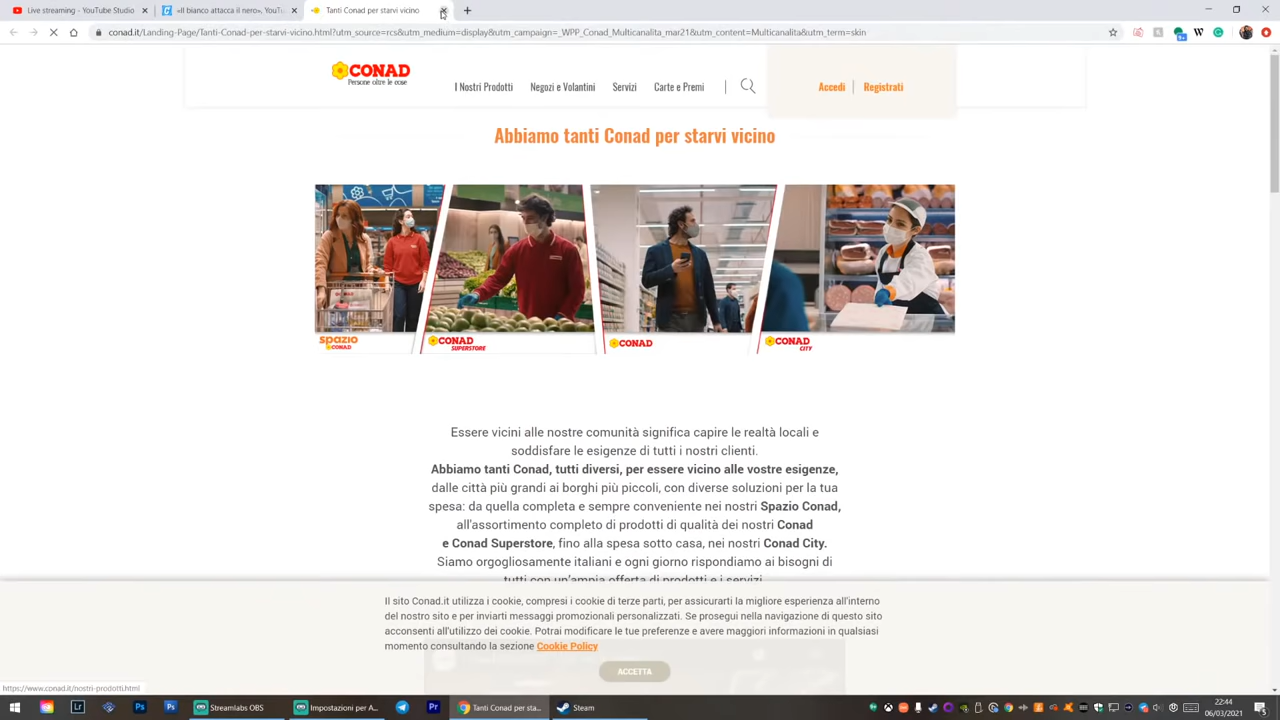 Live streaming - YouTube Studio
«Il bianco attacca il nero». YouTu
Tanti Conad per starvi vicino
conad.it/Landing-Page/Tanti-Conad-per-starvi-vicino.html?utm_source=rcs&utm_medium=display&utm_campaign=_WPP_Conad_Multicanalita_mar21&utm_content=Multicanalita&utm_term=skin
CONAD
Persone oltre le cose
I Nostri Prodotti Negozi e Volantini Servizi Carte e Premi
Accedi Registrati
Abbiamo tanti Conad per starvi vicino
spazio CONAD
CONAD SUPERSTORE
CONAD
CONAD CITY
Essere vicini alle nostre comunità significa capire le realtà locali e
soddisfare le esigenze di tutti i nostri clienti.
Abbiamo tanti Conad, tutti diversi, per essere vicino alle vostre esigenze,
dalle città più grandi ai borghi più piccoli, con diverse soluzioni per la tua
spesa: da quella completa e sempre conveniente nei nostri Spazio Conad,
all'assortimento completo di prodotti di qualità dei nostri Conad
e Conad Superstore, fino alla spesa sotto casa, nei nostri Conad City.
Siamo orgogliosamente italiani e ogni giorno rispondiamo ai bisogni di
tutti con un'ampia offerta di prodotti e i servizi
Il sito Conad.it utilizza i cookie, compresi i cookie di terze parti, per assicurarti la migliore esperienza all'interno
del nostro sito e per inviarti messaggi promozionali personalizzati. Se prosegui nella navigazione di questo sito
acconsenti all'utilizzo dei cookie. Potrai modificare le tue preferenze e avere maggiori informazioni in qualsiasi
momento consultando la sezione Cookie Policy
ACCETTA
https://www.conad.it/nostri-prodotti.html
Streamlabs OBS
Impostazioni per A...
Tanti Conad per sta...
Steam
22:44
06/03/2021